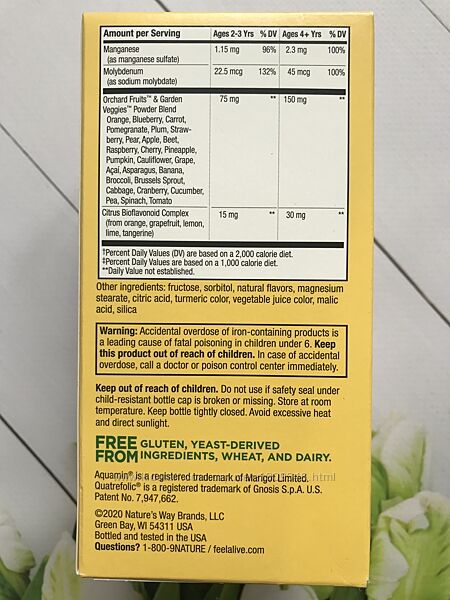 Amount per Serving Ages 2-3 Yrs % DV Ages 4+ Yrs % DV
Manganese 1.15 mg 96% 2.3 mg 100%
(as manganese sulfate)
Molybdenum 22.5 mcg 132% 45 mcg 100%
(as sodium molybdate)
Orchard Fruits™ & Garden 75 mg ** 150 mg **
Veggies™ Powder Blend
Orange, Blueberry, Carrot,
Pomegranate, Plum, Straw-
berry, Pear, Apple, Beet,
Raspberry, Cherry, Pineapple,
Pumpkin, Cauliflower, Grape,
Açaí, Asparagus, Banana,
Broccoli, Brussels Sprout,
Cabbage, Cranberry, Cucumber,
Pea, Spinach, Tomato
Citrus Bioflavonoid Complex 15 mg ** 30 mg **
(from orange, grapefruit, lemon,
lime, tangerine)
†Percent Daily Values (DV) are based on a 2,000 calorie diet.
‡Percent Daily Values are based on a 1,000 calorie diet.
**Daily Value not established.
Other ingredients: fructose, sorbitol, natural flavors, magnesium
stearate, citric acid, turmeric color, vegetable juice color, malic
acid, silica
Warning: Accidental overdose of iron-containing products is
a leading cause of fatal poisoning in children under 6. Keep
this product out of reach of children. In case of accidental
overdose, call a doctor or poison control center immediately.
Keep out of reach of children. Do not use if safety seal under
child-resistant bottle cap is broken or missing. Store at room
temperature. Keep bottle tightly closed. Avoid excessive heat
and direct sunlight.
FREE FROM GLUTEN, YEAST-DERIVED
INGREDIENTS, WHEAT, AND DAIRY.
Aquamin® is a registered trademark of Marigot Limited.
Quatrefolic® is a registered trademark of Gnosis S.p.A. U.S.
Patent No. 7,947,662.
©2020 Nature's Way Brands, LLC
Green Bay, WI 54311 USA
Bottled and tested in the USA
Questions? 1-800-9NATURE / feelalive.com